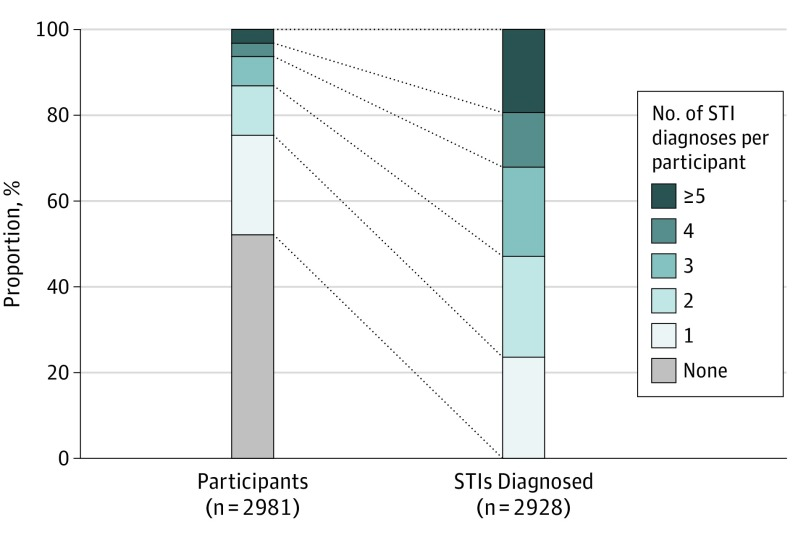 Proportion, %
100
80
60
40
20
0
Participants
(n=2981)
STIs Diagnosed
(n=2928)
No. of STI
diagnoses per
participant
≥5
4
3
2
1
None